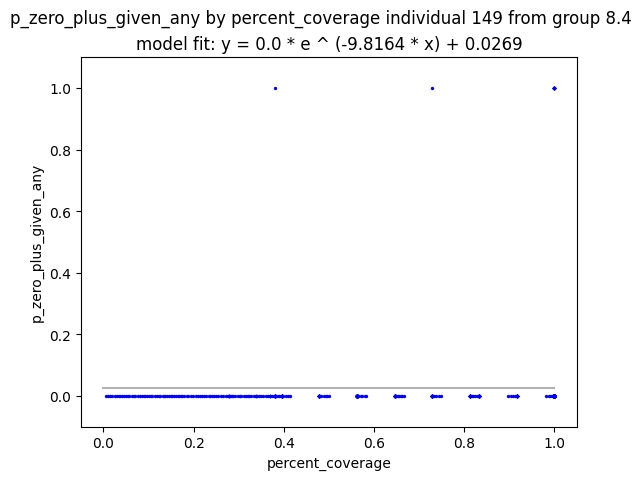 p_zero_plus_given_any by percent_coverage individual 149 from group 8.4
model fit: y = 0.0 * e ^ (-9.8164 * x) + 0.0269
p_zero_plus_given_any
1.0
0.8
0.6
0.4
0.2
0.0
0.0 0.2 0.4 0.6 0.8 1.0
percent_coverage